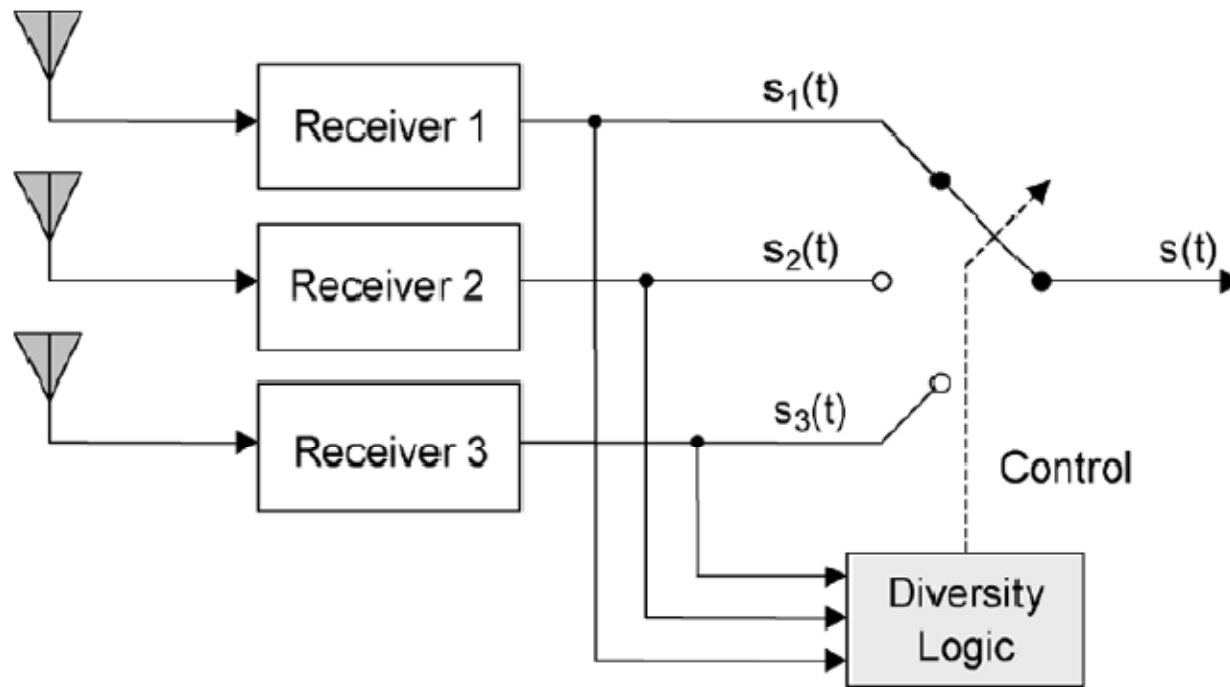 Receiver 1
s₁(t)
Receiver 2
s₂(t)
s(t)
Receiver 3
s₃(t)
Control
Diversity
Logic